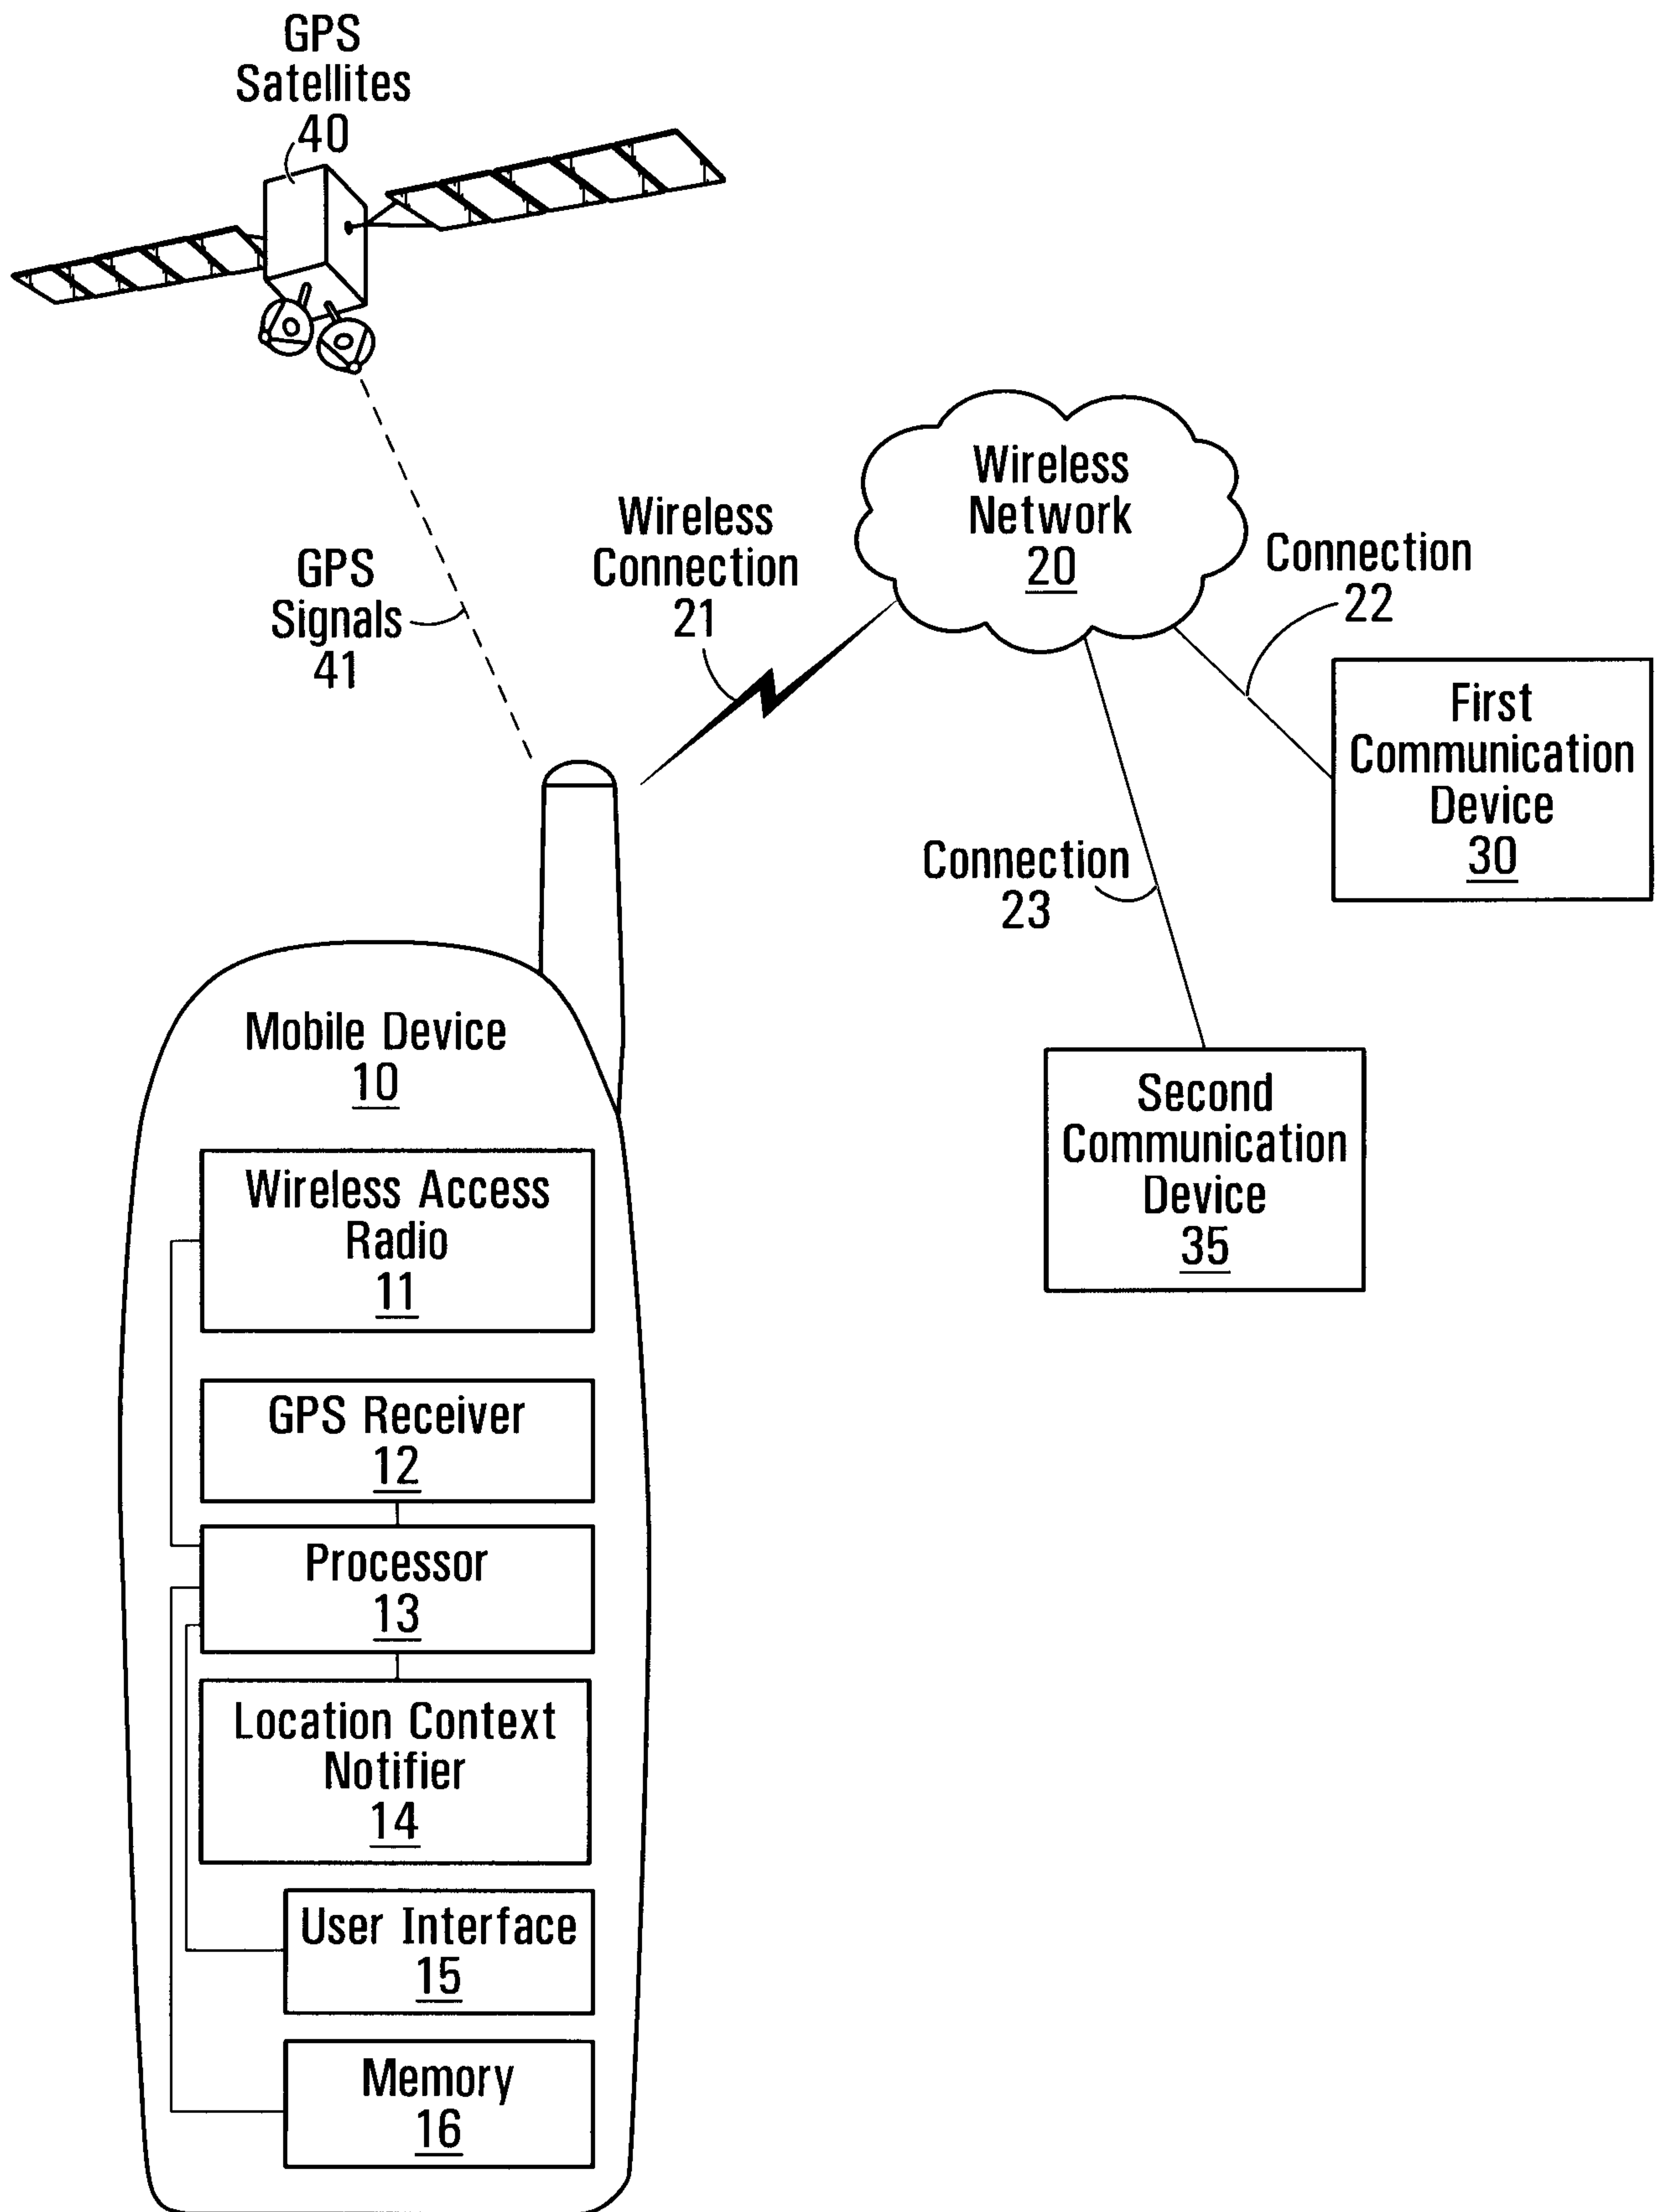 GPS
Satellites
40
GPS
Signals
41
Wireless
Connection
21
Wireless
Network
20
Connection
22
First
Communication
Device
30
Connection
23
Second
Communication
Device
35
Mobile Device
10
Wireless Access
Radio
11
GPS Receiver
12
Processor
13
Location Context
Notifier
14
User Interface
15
Memory
16